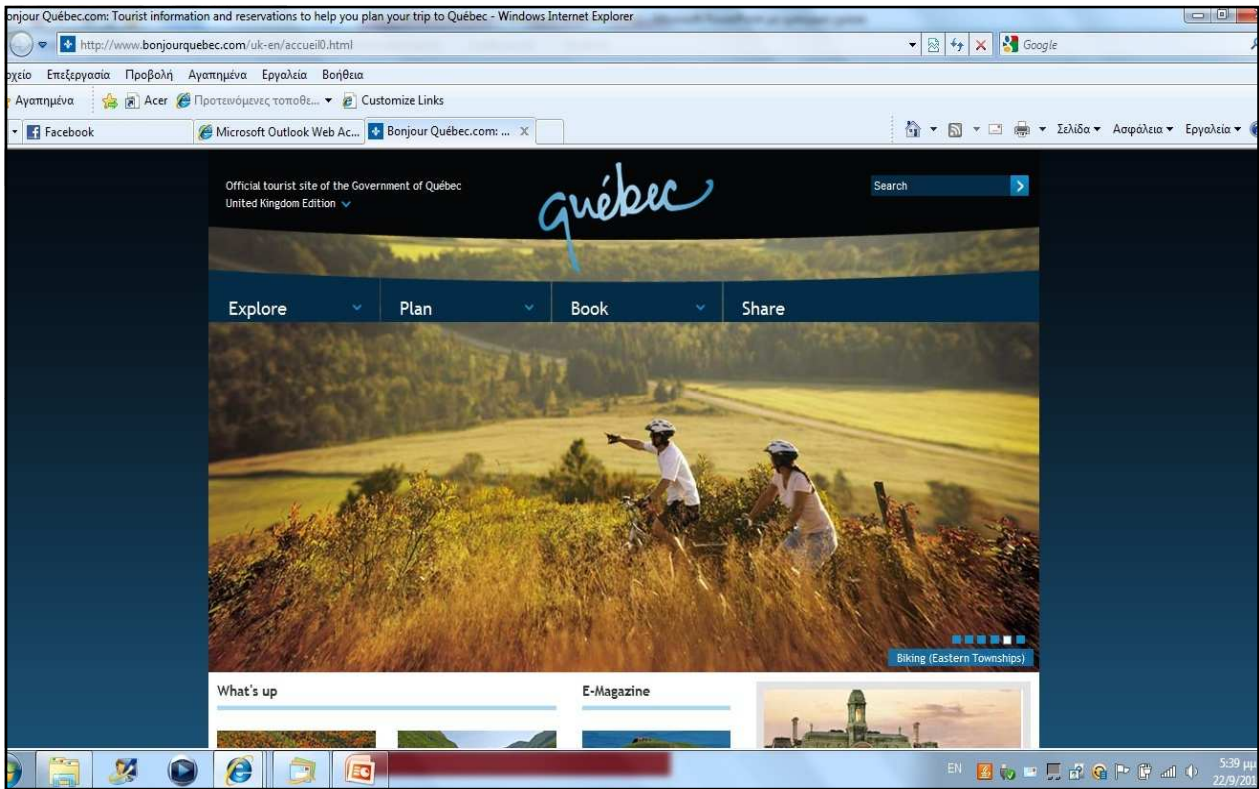 onjour Québec.com: Tourist information and reservations to help you plan your trip to Québec - Windows Internet Explorer
http://www.bonjourquebec.com/uk-en/accueil0.html
Google
ρχείο Επεξεργασία Προβολή Αγαπημένα Εργαλεία Βοήθεια
Αγαπημένα Acer Προτεινόμενες τοποθε... Customize Links
Facebook Microsoft Outlook Web Ac... Bonjour Québec.com: ... X Σελίδα Ασφάλεια Εργαλεία
Official tourist site of the Government of Québec
United Kingdom Edition
québec
Search
Explore Plan Book Share
Biking (Eastern Townships)
What's up E-Magazine
EN 5:39 μμ
22/9/201